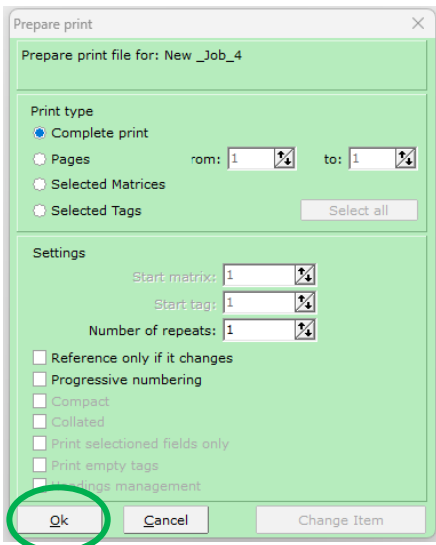 Prepare print
Prepare print file for: New _Job_4
Print type
Complete print
Pages rom: 1 to: 1
Selected Matrices
Selected Tags Select all
Settings
Start matrix: 1
Start tag: 1
Number of repeats: 1
Reference only if it changes
Progressive numbering
Compact
Collated
Print selectioned fields only
Print empty tags
Headings management
Ok Cancel Change Item